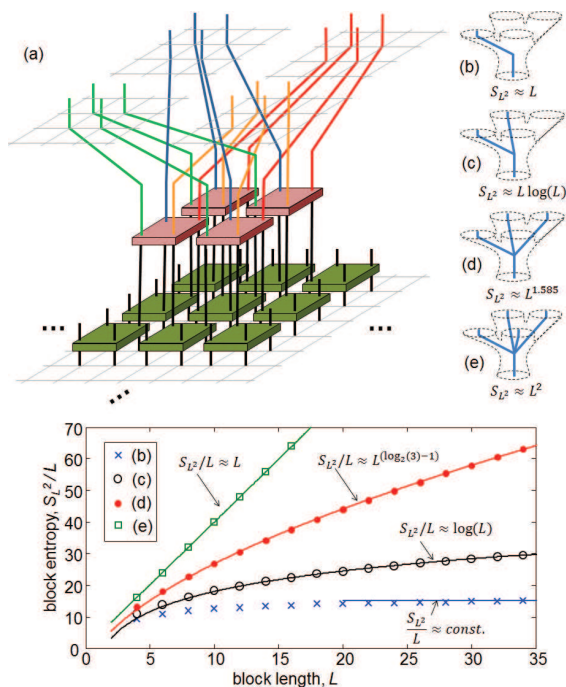 (a)
(b)
S_{L^2} ≈ L
(c)
S_{L^2} ≈ L log(L)
(d)
S_{L^2} ≈ L^{1.585}
(e)
S_{L^2} ≈ L^2
...
...
...
70
60
50
40
30
20
10
0
block entropy, S_{L^2}/L
(b)
(c)
(d)
(e)
S_{L^2}/L ≈ L
S_{L^2}/L ≈ L^{(log_2(3)−1)}
S_{L^2}/L ≈ log(L)
S_{L^2}/L ≈ const.
0 5 10 15 20 25 30 35
block length, L